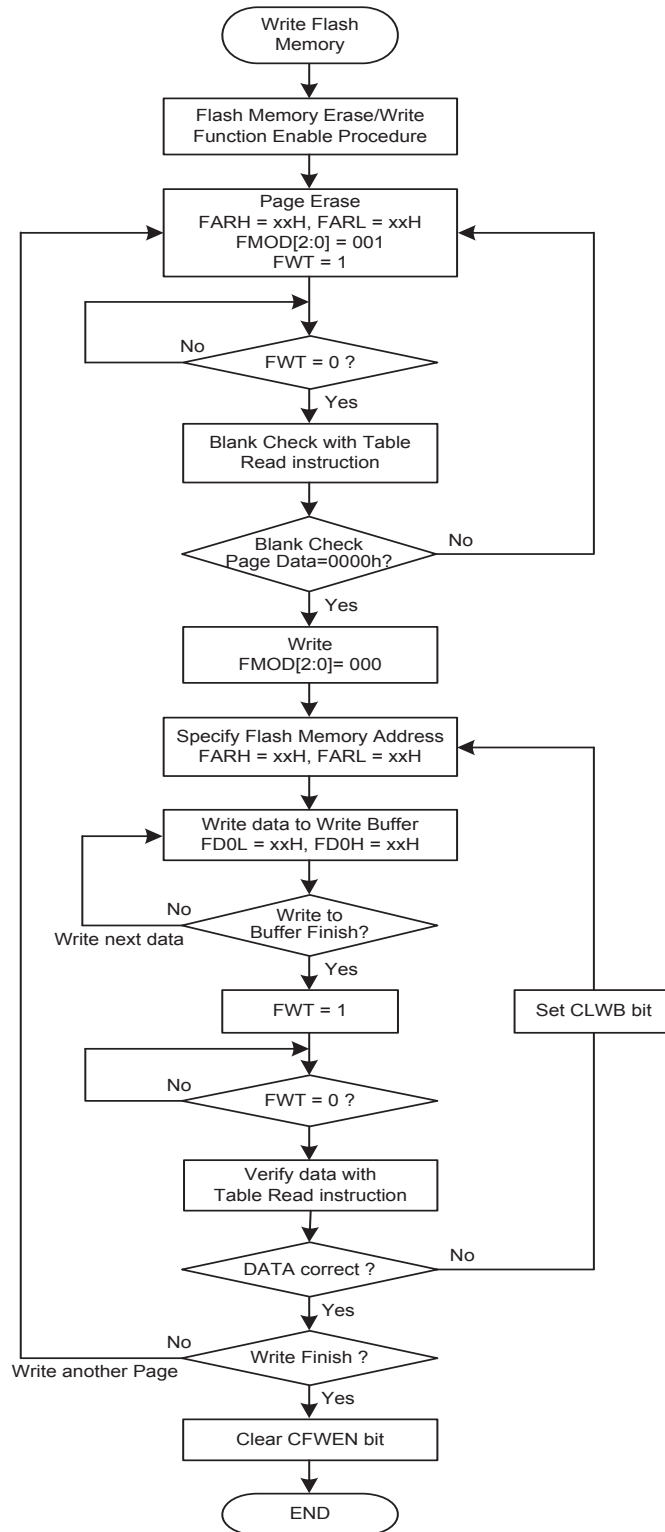 Write Flash
Memory
Flash Memory Erase/Write
Function Enable Procedure
Page Erase
FARH = xxH, FARL = xxH
FMOD[2:0] = 001
FWT = 1
No
FWT = 0 ?
Yes
Blank Check with Table
Read instruction
Blank Check
Page Data=0000h?
No
Yes
Write
FMOD[2:0]= 000
Specify Flash Memory Address
FARH = xxH, FARL = xxH
Write data to Write Buffer
FD0L = xxH, FD0H = xxH
No
Write next data
Write to
Buffer Finish?
Yes
FWT = 1
Set CLWB bit
No
FWT = 0 ?
Yes
Verify data with
Table Read instruction
DATA correct ?
No
Yes
No
Write another Page
Write Finish ?
Yes
Clear CFWEN bit
END